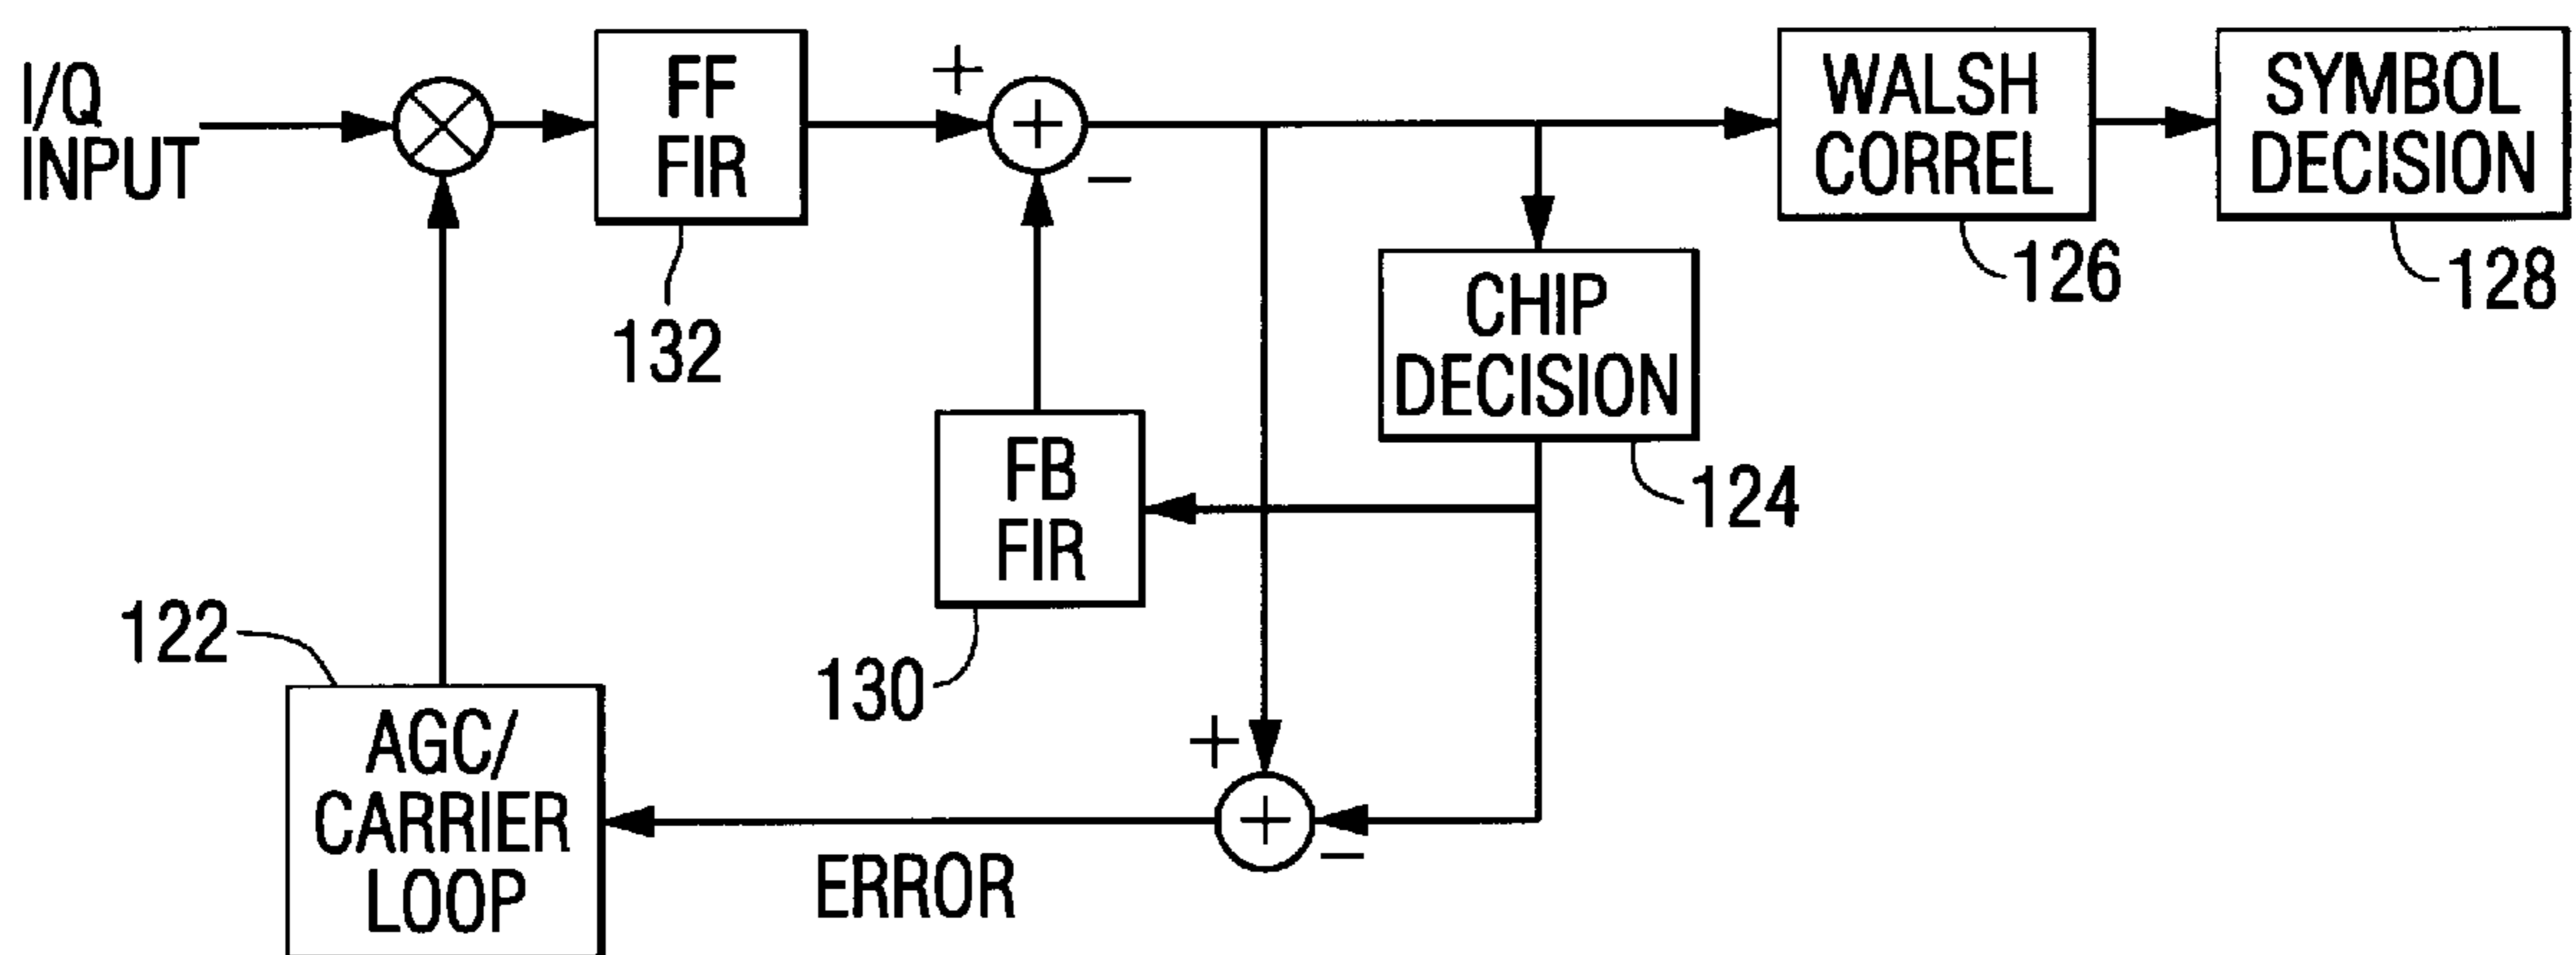 I/Q
INPUT
FF
FIR
132
+
+
−
WALSH
CORREL
126
SYMBOL
DECISION
128
CHIP
DECISION
124
FB
FIR
130
122
AGC/
CARRIER
LOOP
ERROR
+
+
−